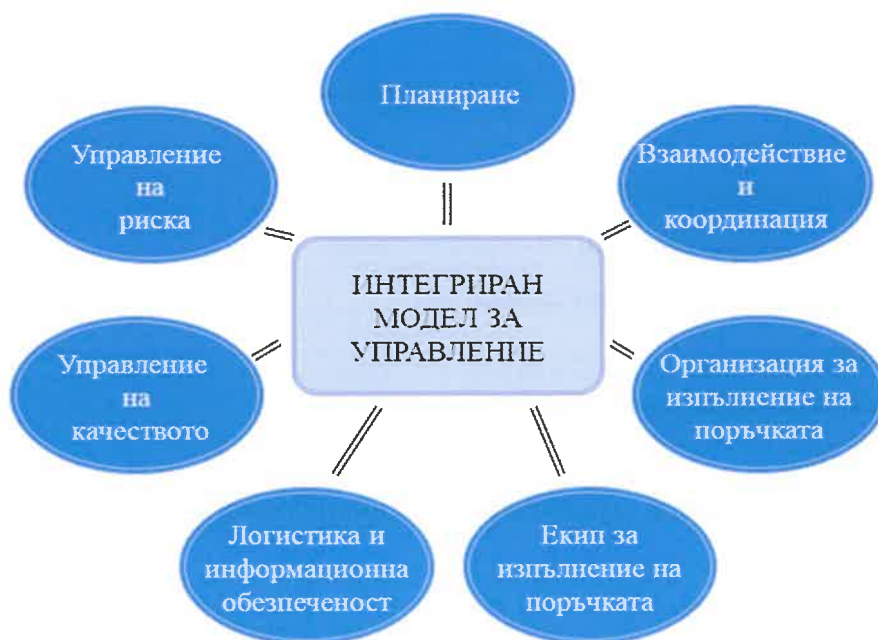 Планиране
Взаимодействие
и
координация
Организация за
изпълнение на
поръчката
Екип за
изпълнение на
поръчката
Логистика и
информационна
обезпеченост
Управление
на
качеството
Управление
на
риска
ИНТЕГРИРАН
МОДЕЛ ЗА
УПРАВЛЕНИЕ